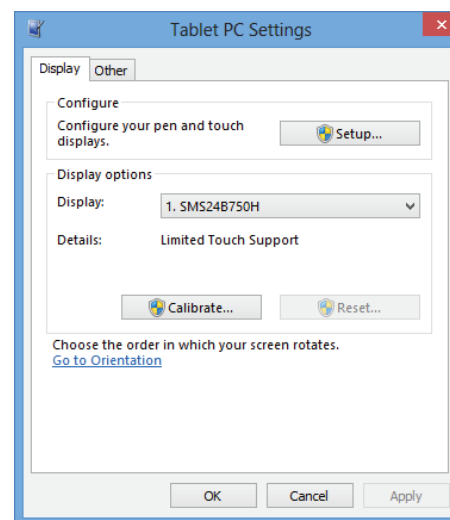 Tablet PC Settings
Display Other
Configure
Configure your pen and touch
displays.
Setup...
Display options
Display: 1. SMS24B750H
Details: Limited Touch Support
Calibrate... Reset...
Choose the order in which your screen rotates.
Go to Orientation
OK Cancel Apply